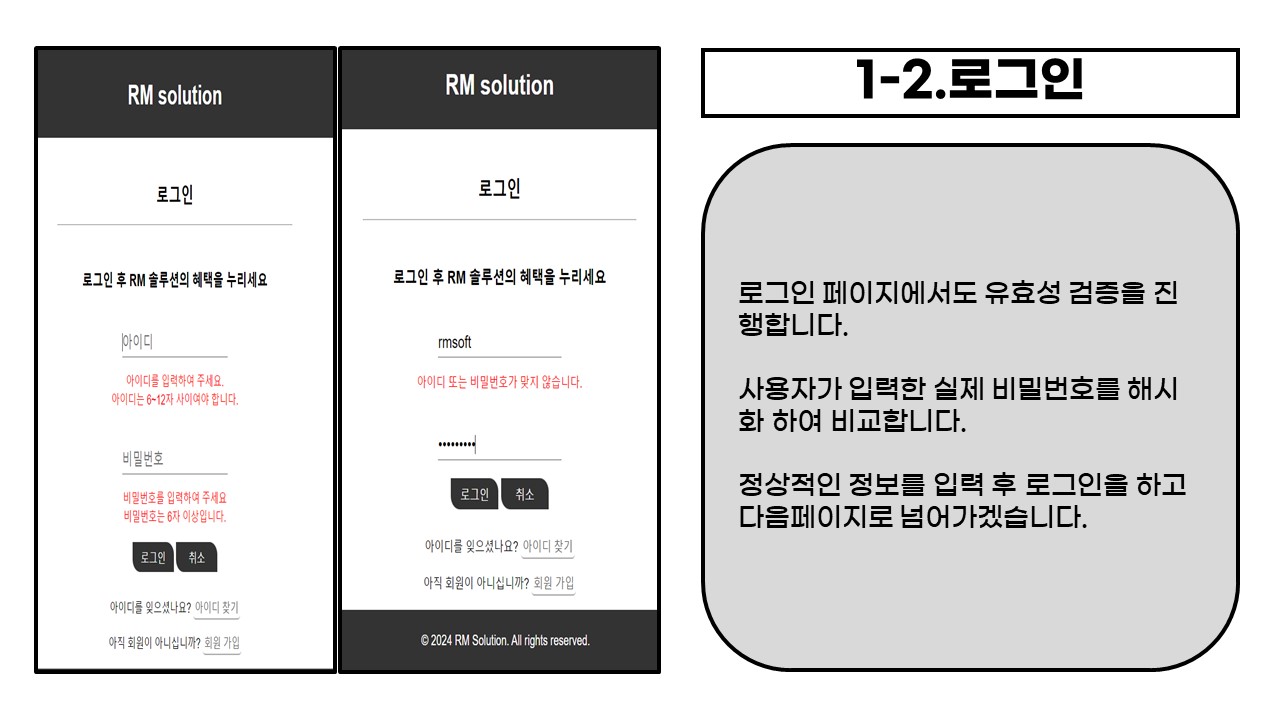 RM solution
로그인
로그인 후 RM 솔루션의 혜택을 누리세요
아이디
아이디를 입력하여 주세요.
아이디는 6~12자 사이여야 합니다.
비밀번호
비밀번호를 입력하여 주세요
비밀번호는 6자 이상입니다.
로그인 취소
아이디를 잊으셨나요? 아이디 찾기
아직 회원이 아니십니까? 회원 가입
RM solution
로그인
로그인 후 RM 솔루션의 혜택을 누리세요
rmsoft
아이디 또는 비밀번호가 맞지 않습니다.
•••••••••
로그인 취소
아이디를 잊으셨나요? 아이디 찾기
아직 회원이 아니십니까? 회원 가입
© 2024 RM Solution. All rights reserved.
1-2.로그인
로그인 페이지에서도 유효성 검증을 진
행합니다.
사용자가 입력한 실제 비밀번호를 해시
화 하여 비교합니다.
정상적인 정보를 입력 후 로그인을 하고
다음페이지로 넘어가겠습니다.